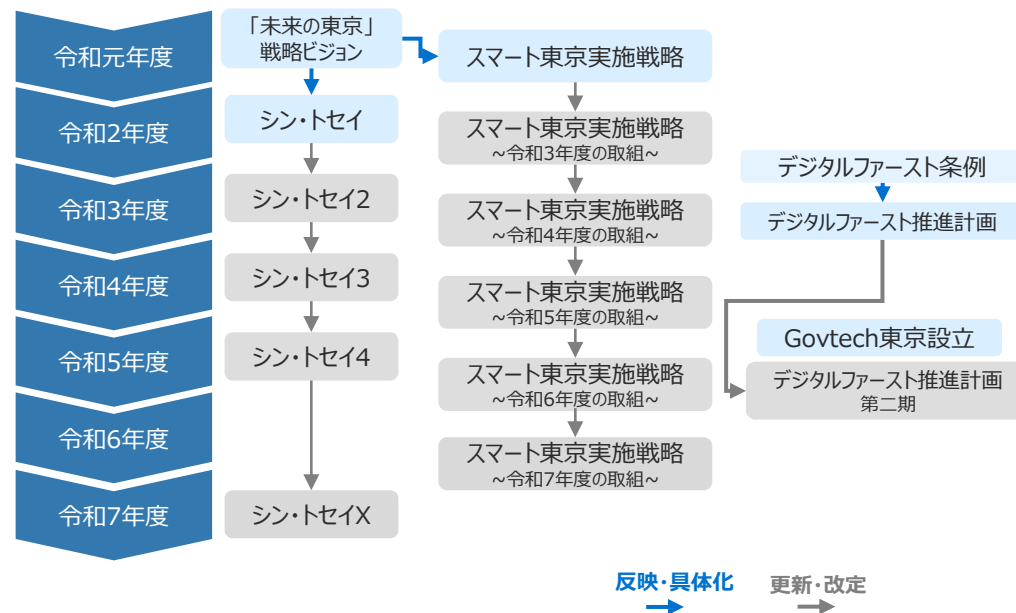 令和元年度
「未来の東京」
戦略ビジョン
スマート東京実施戦略
令和2年度
シン・トセイ
スマート東京実施戦略
~令和3年度の取組~
デジタルファースト条例
令和3年度
シン・トセイ2
スマート東京実施戦略
~令和4年度の取組~
デジタルファースト推進計画
令和4年度
シン・トセイ3
スマート東京実施戦略
~令和5年度の取組~
Govtech東京設立
令和5年度
シン・トセイ4
スマート東京実施戦略
~令和6年度の取組~
デジタルファースト推進計画
第二期
令和6年度
スマート東京実施戦略
~令和7年度の取組~
令和7年度
シン・トセイX
反映・具体化
更新・改定